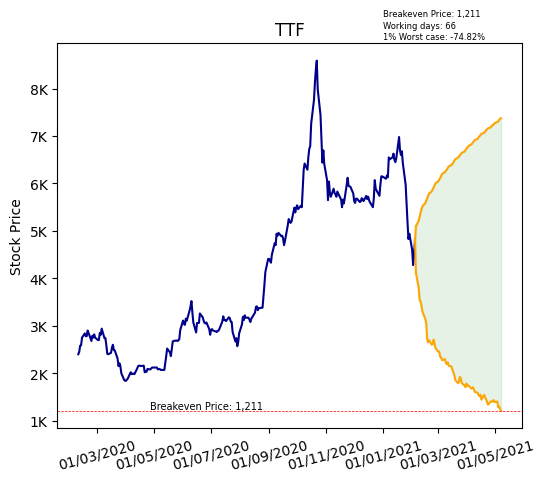 Breakeven Price: 1,211
Working days: 66
1% Worst case: -74.82%
TTF
Stock Price
8K
7K
6K
5K
4K
3K
2K
1K
Breakeven Price: 1,211
01/03/2020
01/05/2020
01/07/2020
01/09/2020
01/11/2020
01/01/2021
01/03/2021
01/05/2021